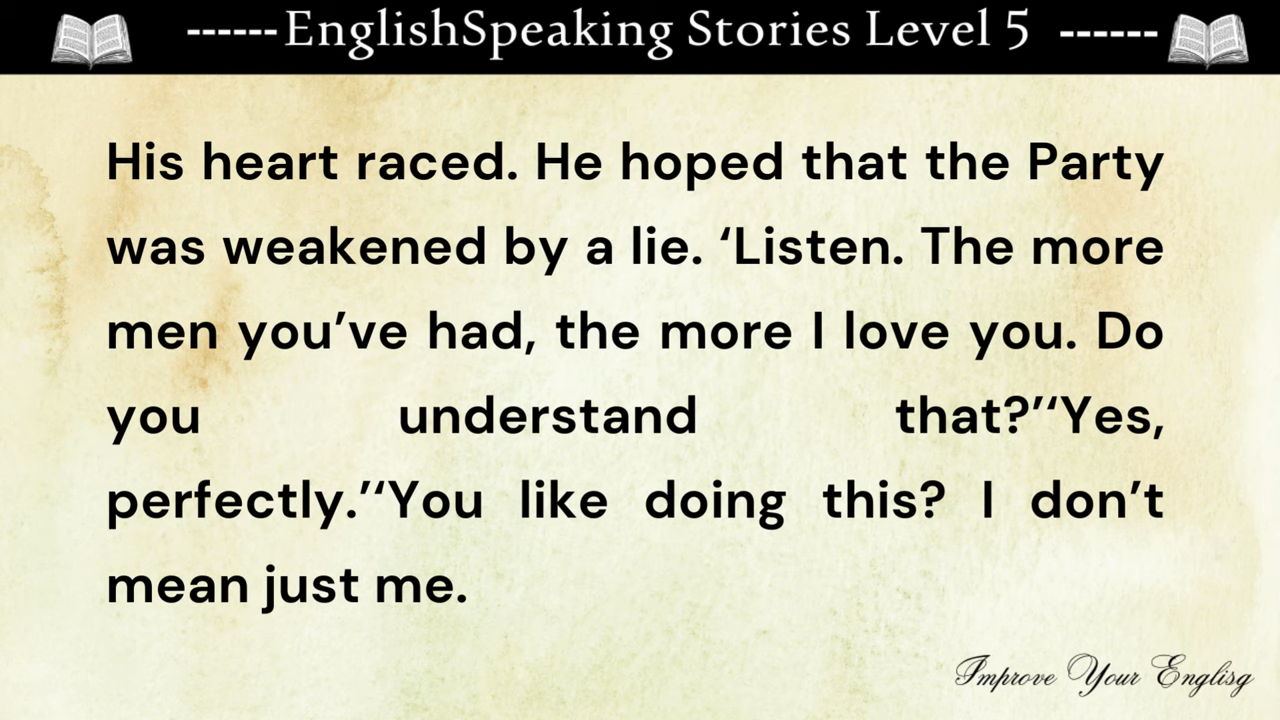 ------EnglishSpeaking Stories Level 5 ------
His heart raced. He hoped that the Party
was weakened by a lie. ‘Listen. The more
men you’ve had, the more I love you. Do
you understand that?’‘Yes,
perfectly.’‘You like doing this? I don’t
mean just me.
Improve Your Englisg